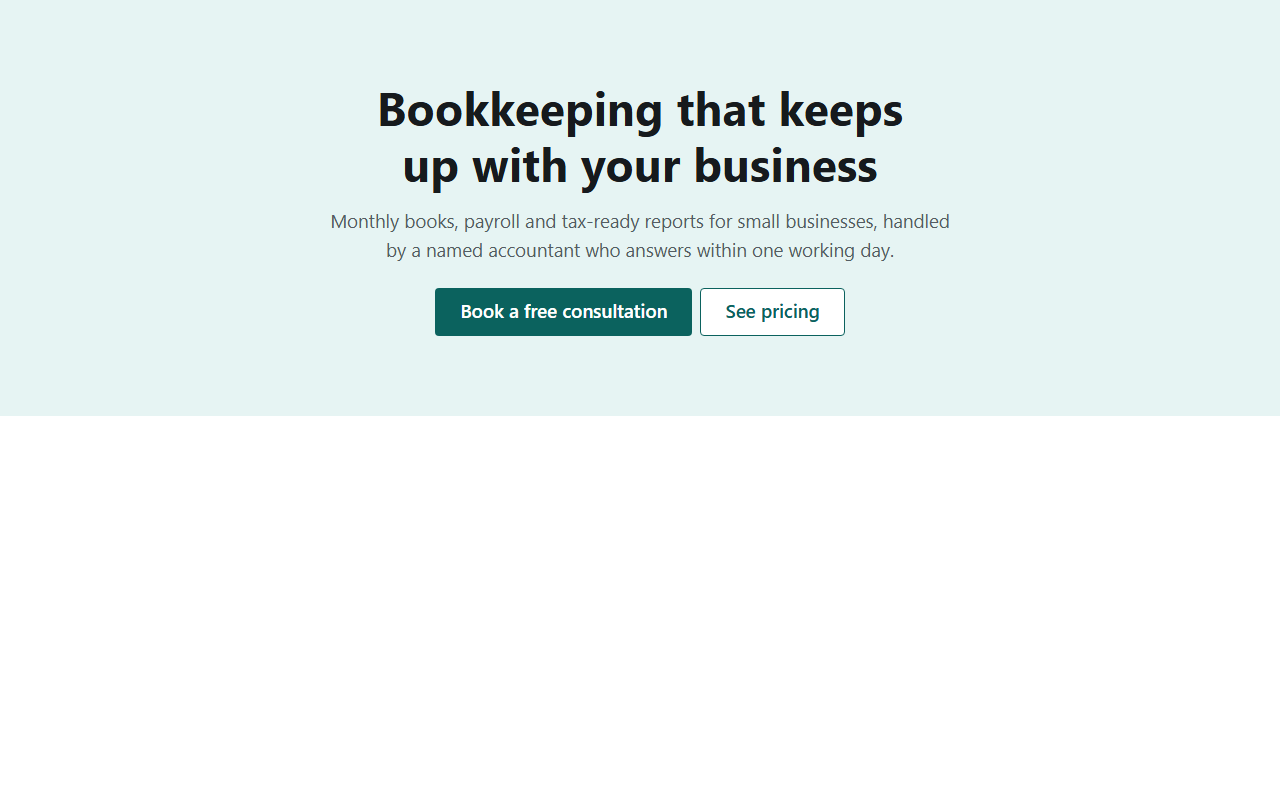 Bookkeeping that keeps
up with your business
Monthly books, payroll and tax-ready reports for small businesses, handled
by a named accountant who answers within one working day.
Book a free consultation
See pricing